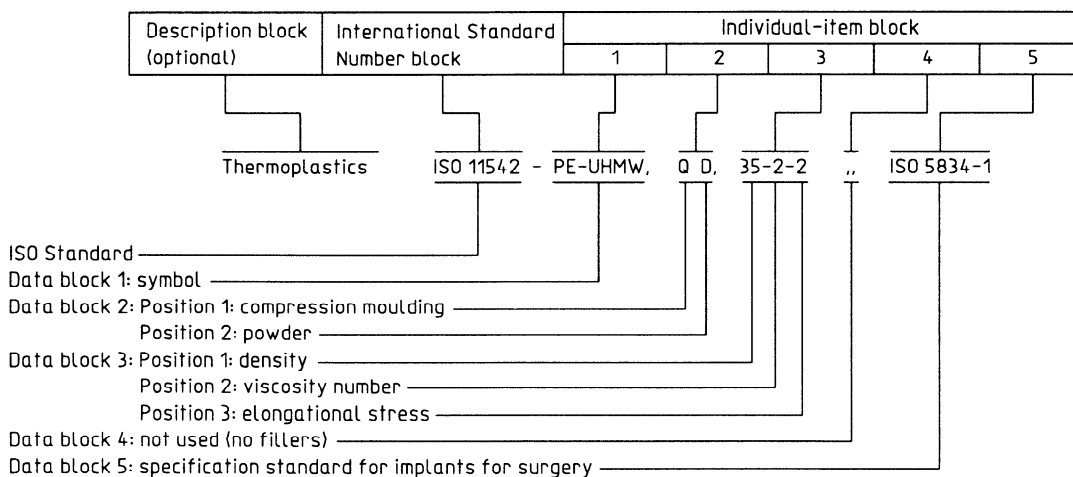 Description block (optional)
International Standard Number block
Individual-item block
1 2 3 4 5
Thermoplastics ISO 11542 - PE-UHMW, Q D, 35-2-2 ,, ISO 5834-1
ISO Standard
Data block 1: symbol
Data block 2: Position 1: compression moulding
Position 2: powder
Data block 3: Position 1: density
Position 2: viscosity number
Position 3: elongational stress
Data block 4: not used (no fillers)
Data block 5: specification standard for implants for surgery